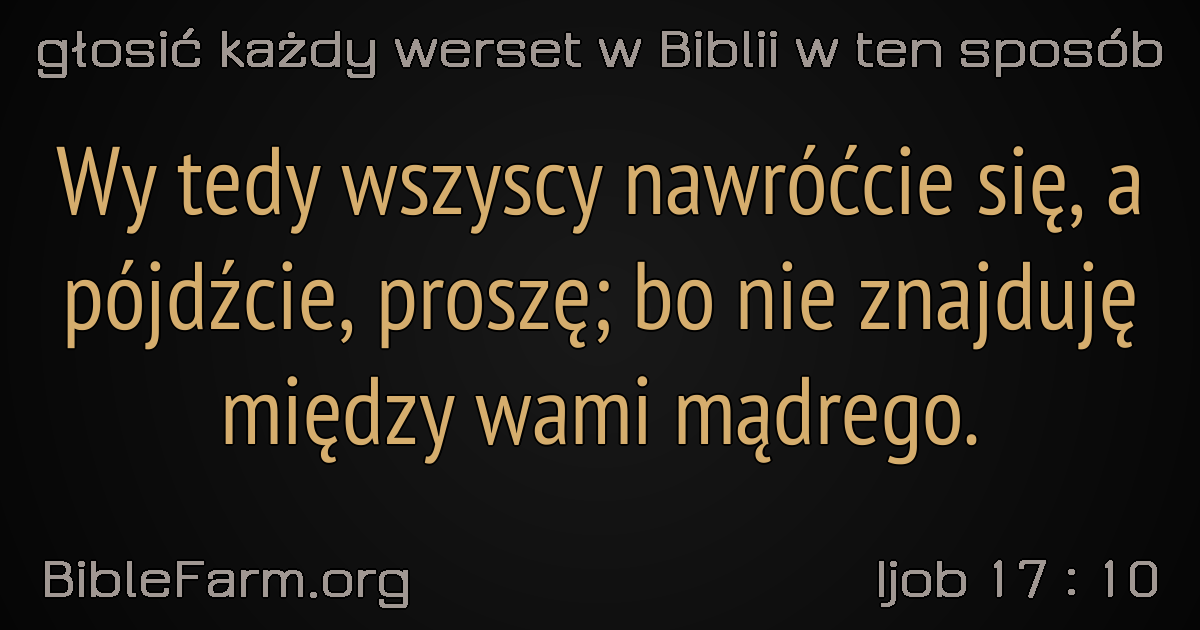 głosić każdy werset w Biblii w ten sposób
Wy tedy wszyscy nawróćcie się, a
pójdźcie, proszę; bo nie znajduję
między wami mądrego.
BibleFarm.org
Ijob 17 : 10